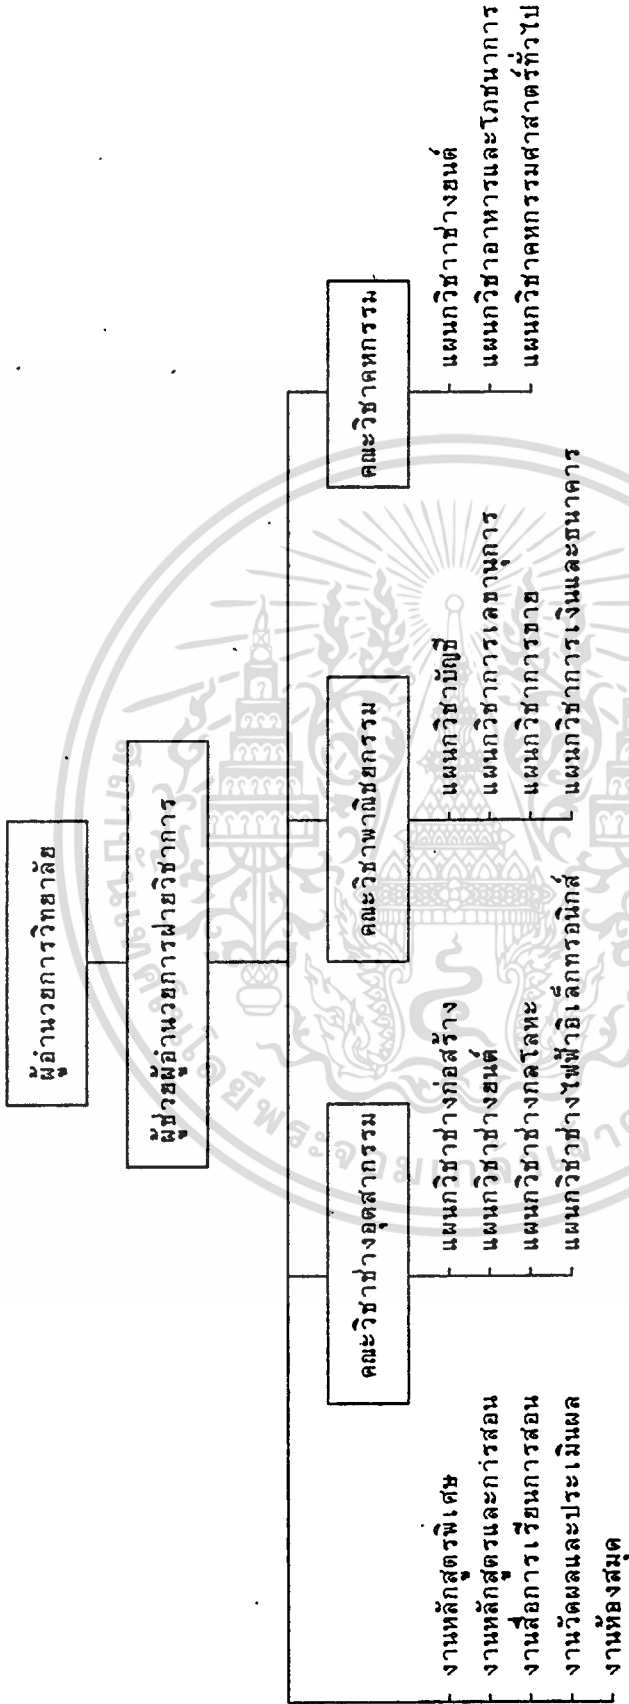 ผู้อำนวยการวิทยาลัย
ผู้ช่วยผู้อำนวยการฝ่ายวิชาการ
คณะวิชาช่างอุตสากรรม
คณะวิชาพาณิชยกรรม
คณะวิชาคหกรรม
งานหลักสูตรพิเศษ
งานหลักสูตรและการสอน
งานสื่อการเรียนการสอน
งานวัดผลและประเมินผล
งานห้องสมุด
แผนกวิชาช่างก่อสร้าง
แผนกวิชาช่างยนต์
แผนกวิชาช่างกลโลหะ
แผนกวิชาช่างไฟฟ้าอิเล็กทรอนิกส์
แผนกวิชาบัญชี
แผนกวิชาการเลขานุการ
แผนกวิชาการขาย
แผนกวิชาการเงินและธนาคาร
แผนกวิชาาช่างยนต์
แผนกวิชาอาหารและโภชนาการ
แผนกวิชาคหกรรมศาสาตร์ทั่วไป